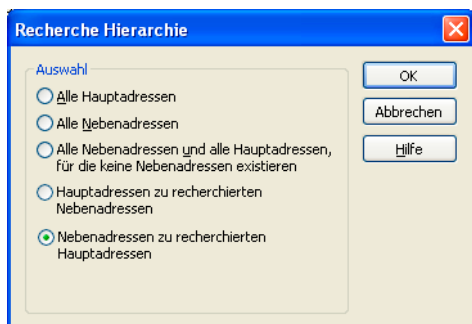 Recherche Hierarchie
Auswahl
Alle Hauptadressen
Alle Nebenadressen
Alle Nebenadressen und alle Hauptadressen,
für die keine Nebenadressen existieren
Hauptadressen zu recherchierten
Nebenadressen
Nebenadressen zu recherchierten
Hauptadressen
OK
Abbrechen
Hilfe